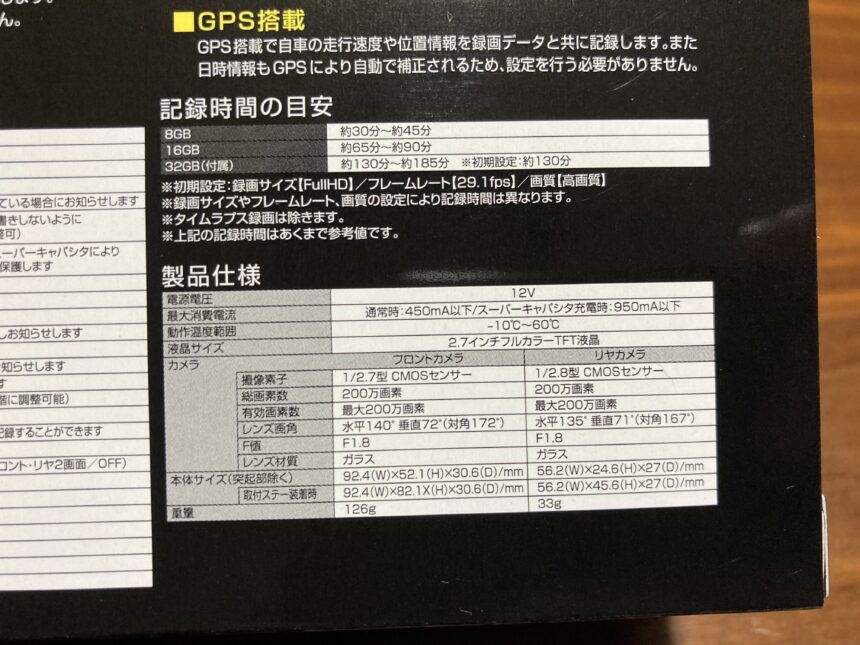 ん。
■GPS搭載
GPS搭載で自車の走行速度や位置情報を録画データと共に記録します。また
日時情報もGPSにより自動で補正されるため、設定を行う必要がありません。
記録時間の目安
8GB 約30分〜約45分
16GB 約65分〜約90分
32GB(付属) 約130分〜約185分 ※初期設定:約130分
※初期設定:録画サイズ【FullHD】/フレームレート【29.1fps】/画質【高画質】
※録画サイズやフレームレート、画質の設定により記録時間は異なります。
※タイムラプス録画は除きます。
※上記の記録時間はあくまで参考値です。
ている場合にお知らせします
書きしないように
整可)
ーパーキャパシタにより
保護します
しお知らせします
知らせします
す
階に調整可能)
記録することができます
ロント・リヤ2画面/OFF)
製品仕様
電源電圧 12V
最大消費電流 通常時:450mA以下/スーパーキャパシタ充電時:950mA以下
動作温度範囲 -10℃〜60℃
液晶サイズ 2.7インチフルカラーTFT液晶
カメラ フロントカメラ リヤカメラ
撮像素子 1/2.7型 CMOSセンサー 1/2.8型 CMOSセンサー
総画素数 200万画素 200万画素
有効画素数 最大200万画素 最大200万画素
レンズ画角 水平140° 垂直72°(対角172°) 水平135° 垂直71°(対角167°)
F値 F1.8 F1.8
レンズ材質 ガラス ガラス
本体サイズ(突起部除く) 92.4(W)×52.1(H)×30.6(D)/mm 56.2(W)×24.6(H)×27(D)/mm
取付ステー装着時 92.4(W)×82.1X(H)×30.6(D)/mm 56.2(W)×45.6(H)×27(D)/mm
重量 126g 33g